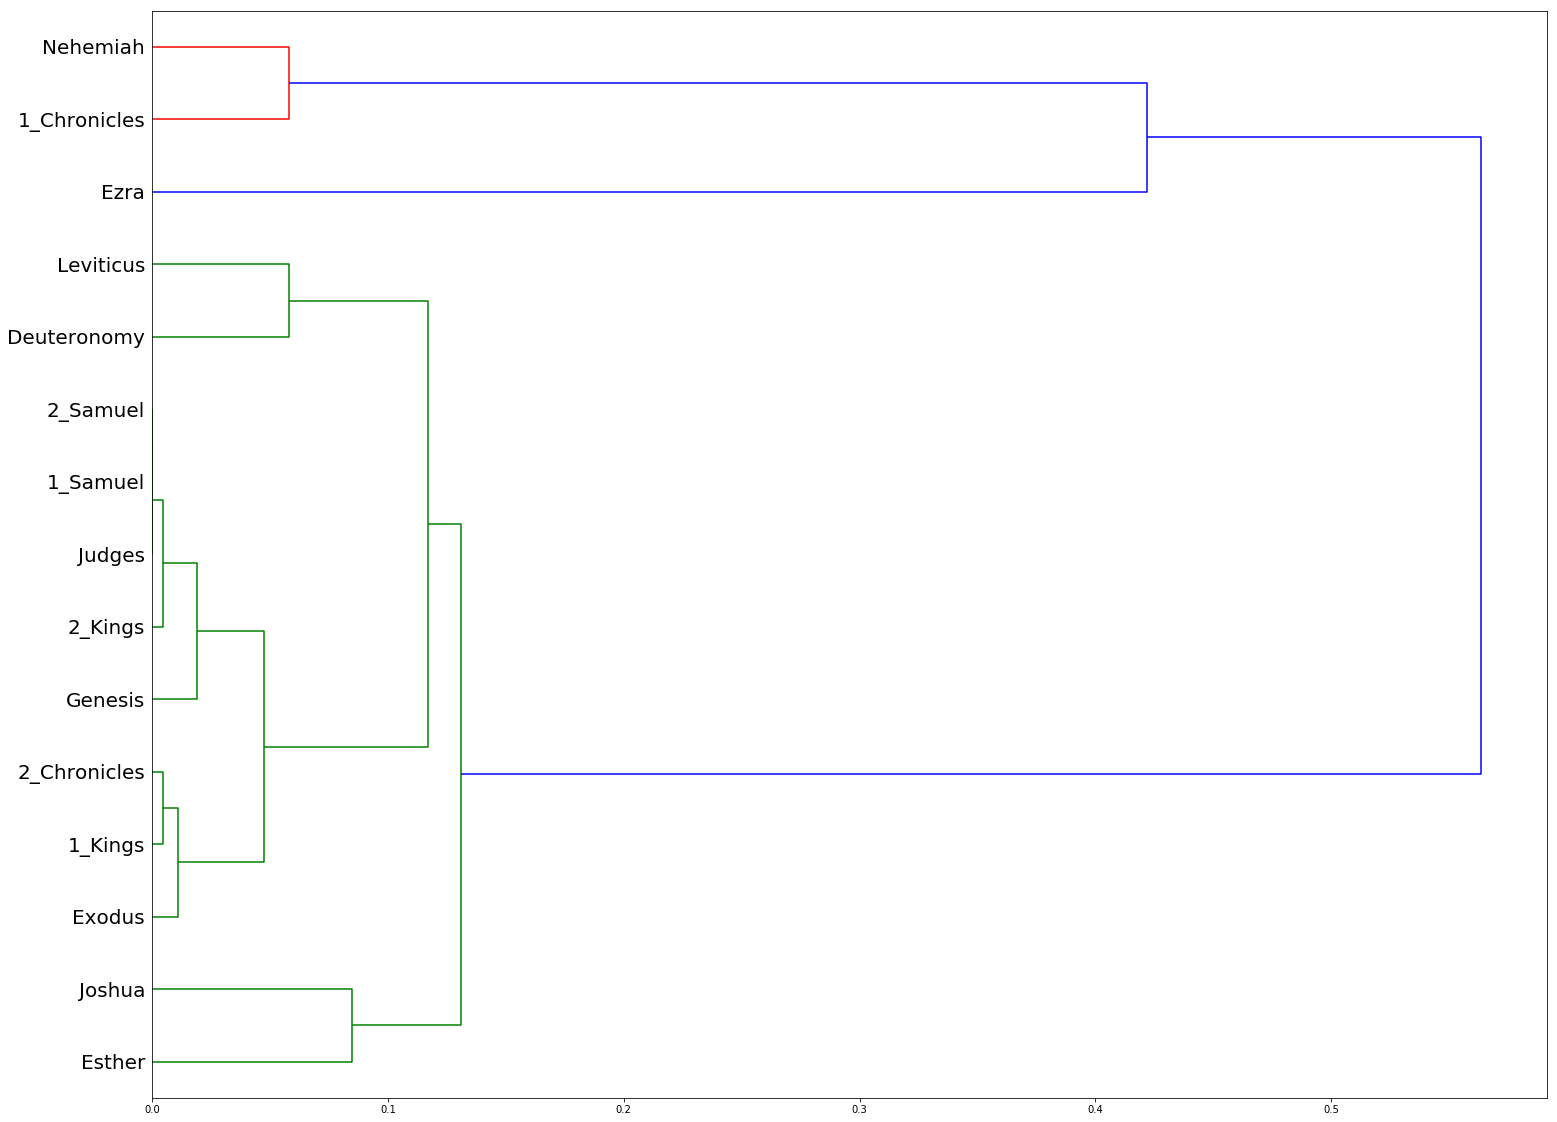 Nehemiah
1_Chronicles
Ezra
Leviticus
Deuteronomy
2_Samuel
1_Samuel
Judges
2_Kings
Genesis
2_Chronicles
1_Kings
Exodus
Joshua
Esther
0.0 0.1 0.2 0.3 0.4 0.5